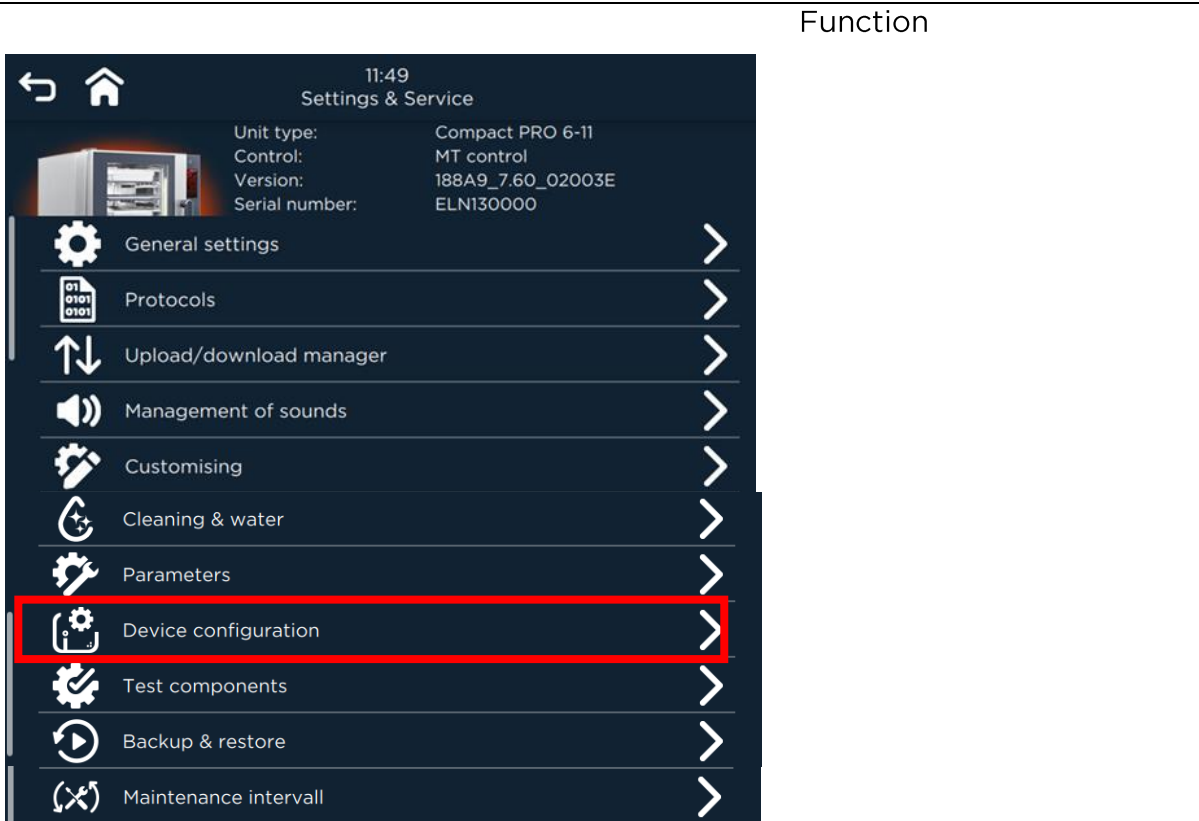 Function
11:49
Settings & Service
Unit type: Compact PRO 6-11
Control: MT control
Version: 188A9_7.60_02003E
Serial number: ELN130000
General settings
01
0101
0101
Protocols
Upload/download manager
Management of sounds
Customising
Cleaning & water
Parameters
Device configuration
Test components
Backup & restore
Maintenance intervall